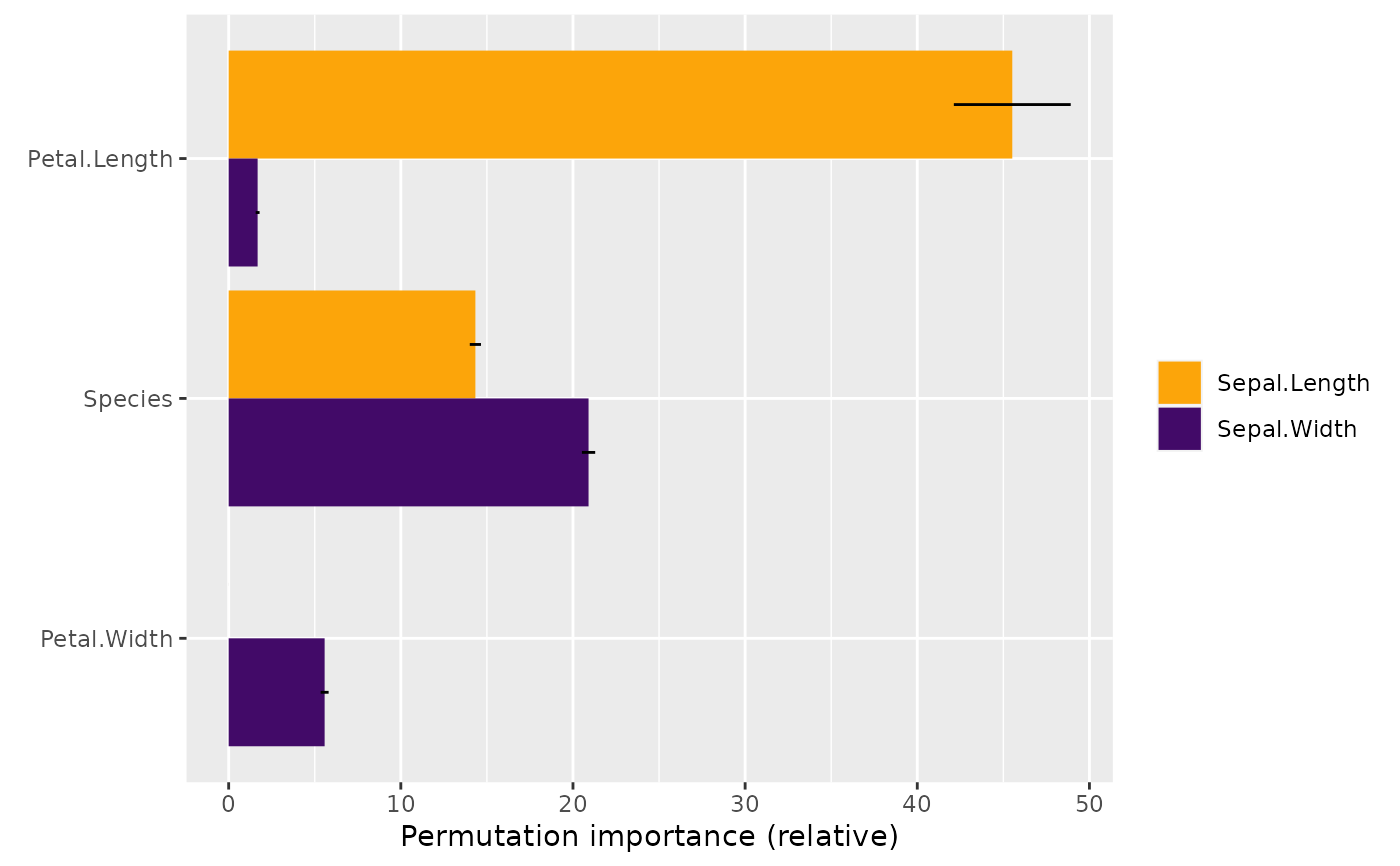 Petal.Length
Species
Petal.Width
0 10 20 30 40 50
Permutation importance (relative)
Sepal.Length
Sepal.Width